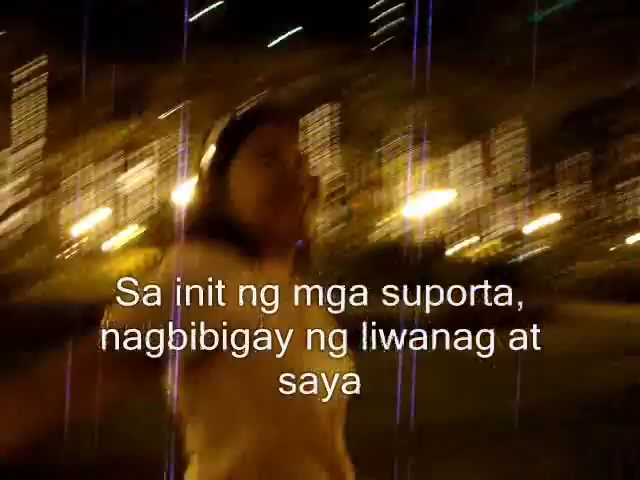 Sa init ng mga suporta,
nagbibigay ng liwanag at
saya